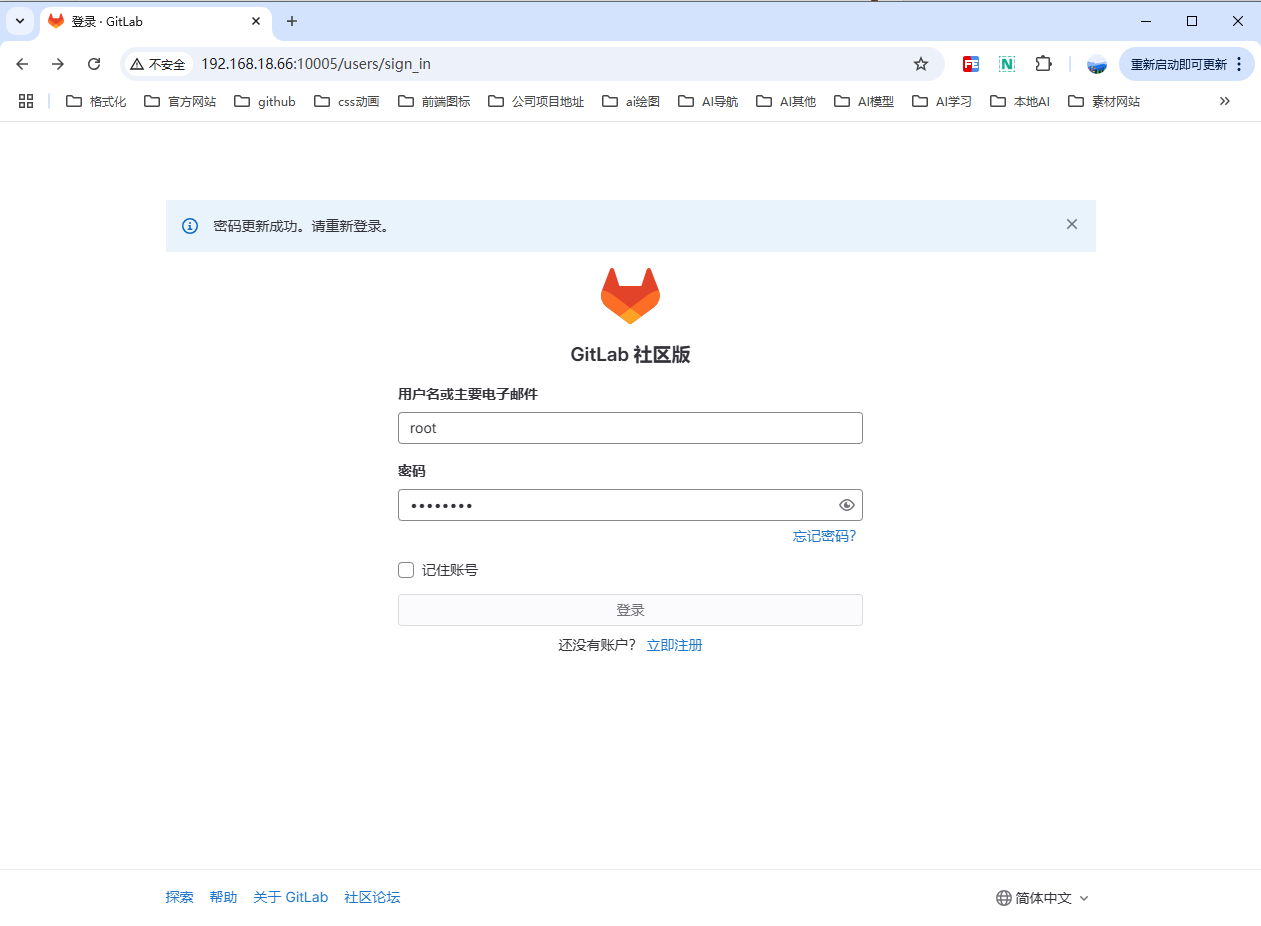 登录 · GitLab
不安全 192.168.18.66:10005/users/sign_in 重新启动即可更新
格式化 官方网站 github css动画 前端图标 公司项目地址 ai绘图 AI导航 AI其他 AI模型 AI学习 本地AI 素材网站
密码更新成功。请重新登录。
GitLab 社区版
用户名或主要电子邮件
root
密码
忘记密码?
记住账号
登录
还没有账户? 立即注册
探索 帮助 关于 GitLab 社区论坛 简体中文